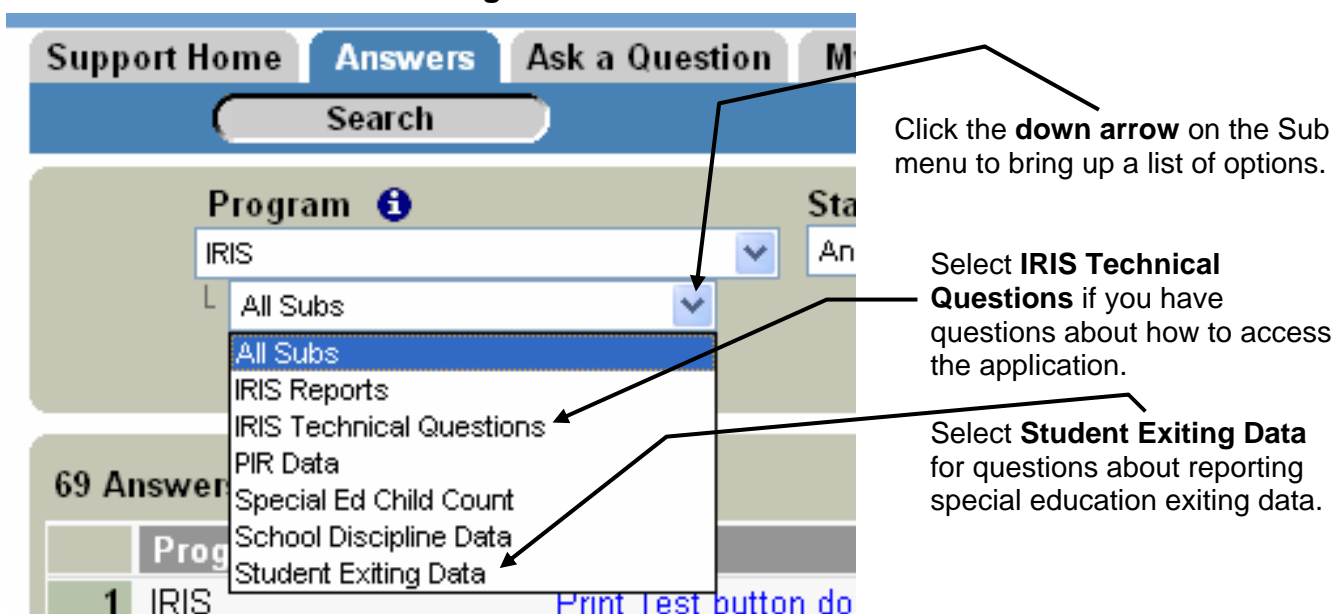 Support Home Answers Ask a Question
Search
Click the down arrow on the Sub
menu to bring up a list of options.
Program
IRIS
All Subs
All Subs
IRIS Reports
IRIS Technical Questions
PIR Data
Special Ed Child Count
School Discipline Data
Student Exiting Data
Select IRIS Technical
Questions if you have
questions about how to access
the application.
Select Student Exiting Data
for questions about reporting
special education exiting data.
69
1 IRIS Print Test button do